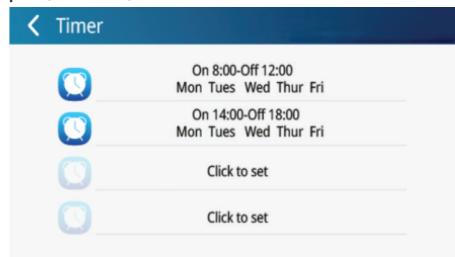 Timer
On 8:00-Off 12:00
Mon Tues Wed Thur Fri
On 14:00-Off 18:00
Mon Tues Wed Thur Fri
Click to set
Click to set